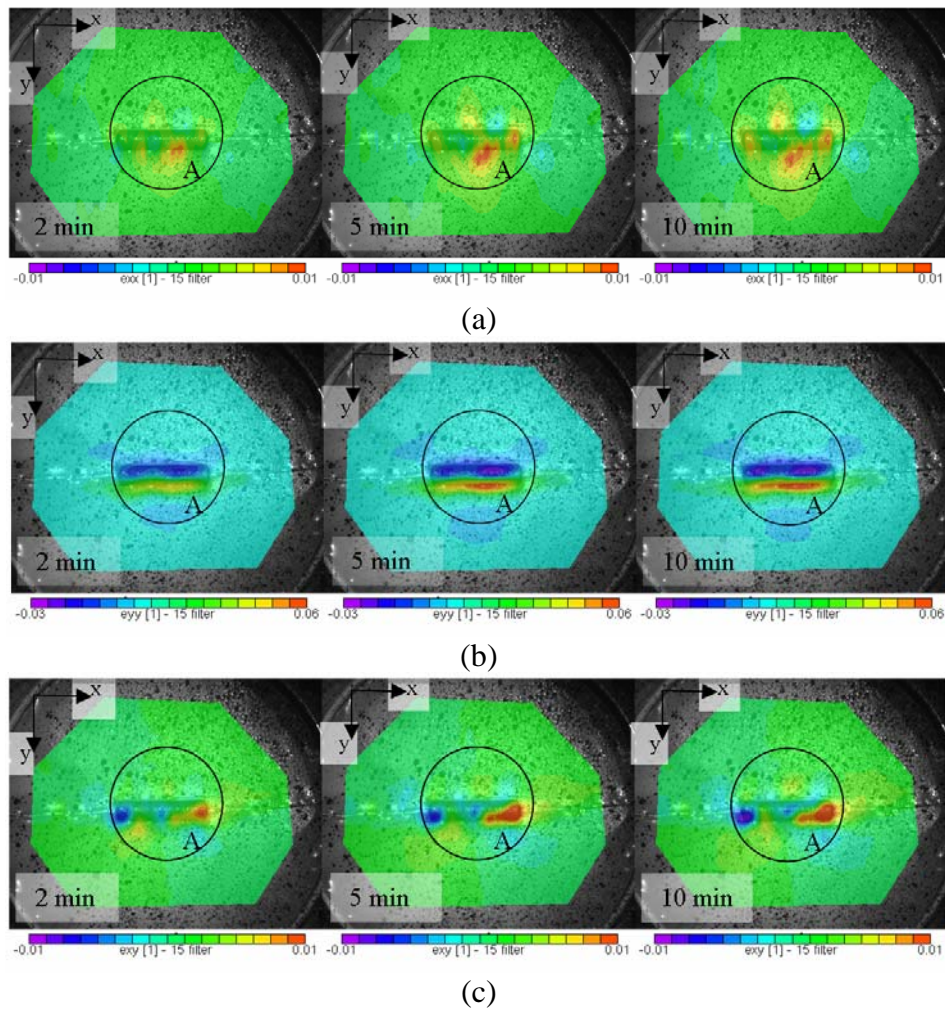 x x x
y y y
A A A
2 min 5 min 10 min
-0.01 exx [1] - 15 filter 0.01 -0.01 exx [1] - 15 filter 0.01 -0.01 exx [1] - 15 filter 0.01
(a)
x x x
y y y
A A A
2 min 5 min 10 min
-0.03 eyy [1] - 15 filter 0.06 -0.03 eyy [1] - 15 filter 0.06 -0.03 eyy [1] - 15 filter 0.06
(b)
x x x
y y y
A A A
2 min 5 min 10 min
-0.01 exy [1] - 15 filter 0.01 -0.01 exy [1] - 15 filter 0.01 -0.01 exy [1] - 15 filter 0.01
(c)